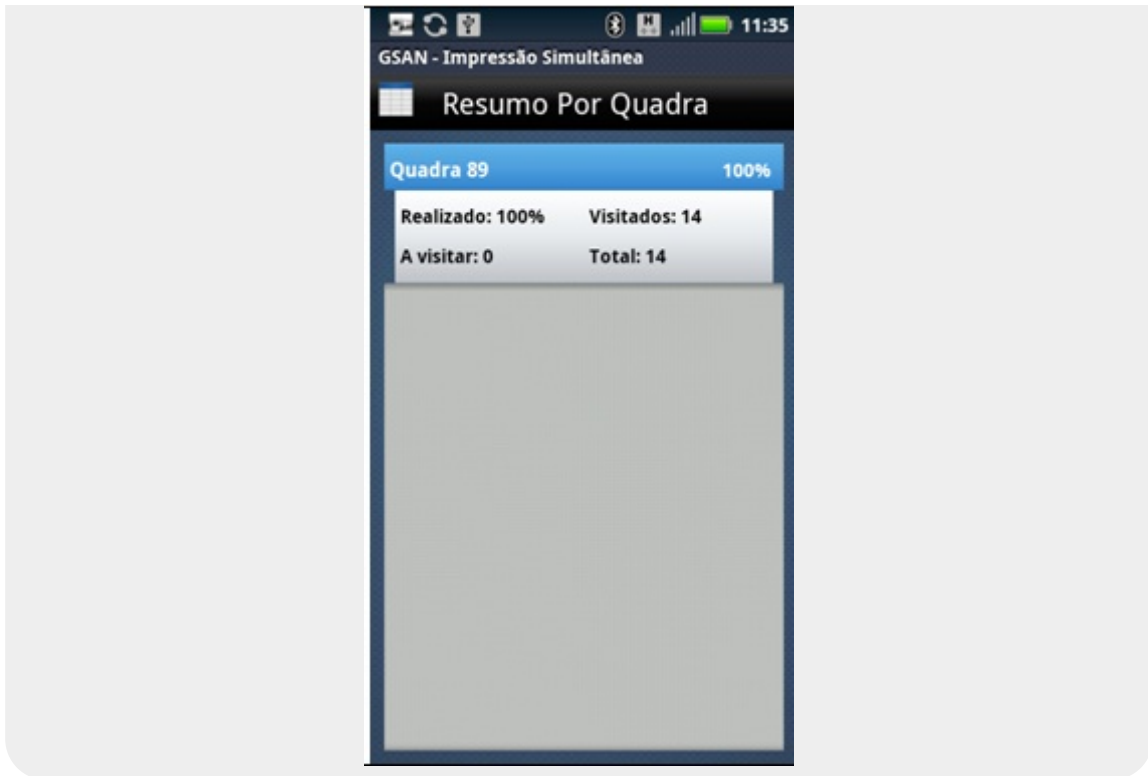 11:35
GSAN - Impressão Simultânea
Resumo Por Quadra
Quadra 89 100%
Realizado: 100% Visitados: 14
A visitar: 0 Total: 14